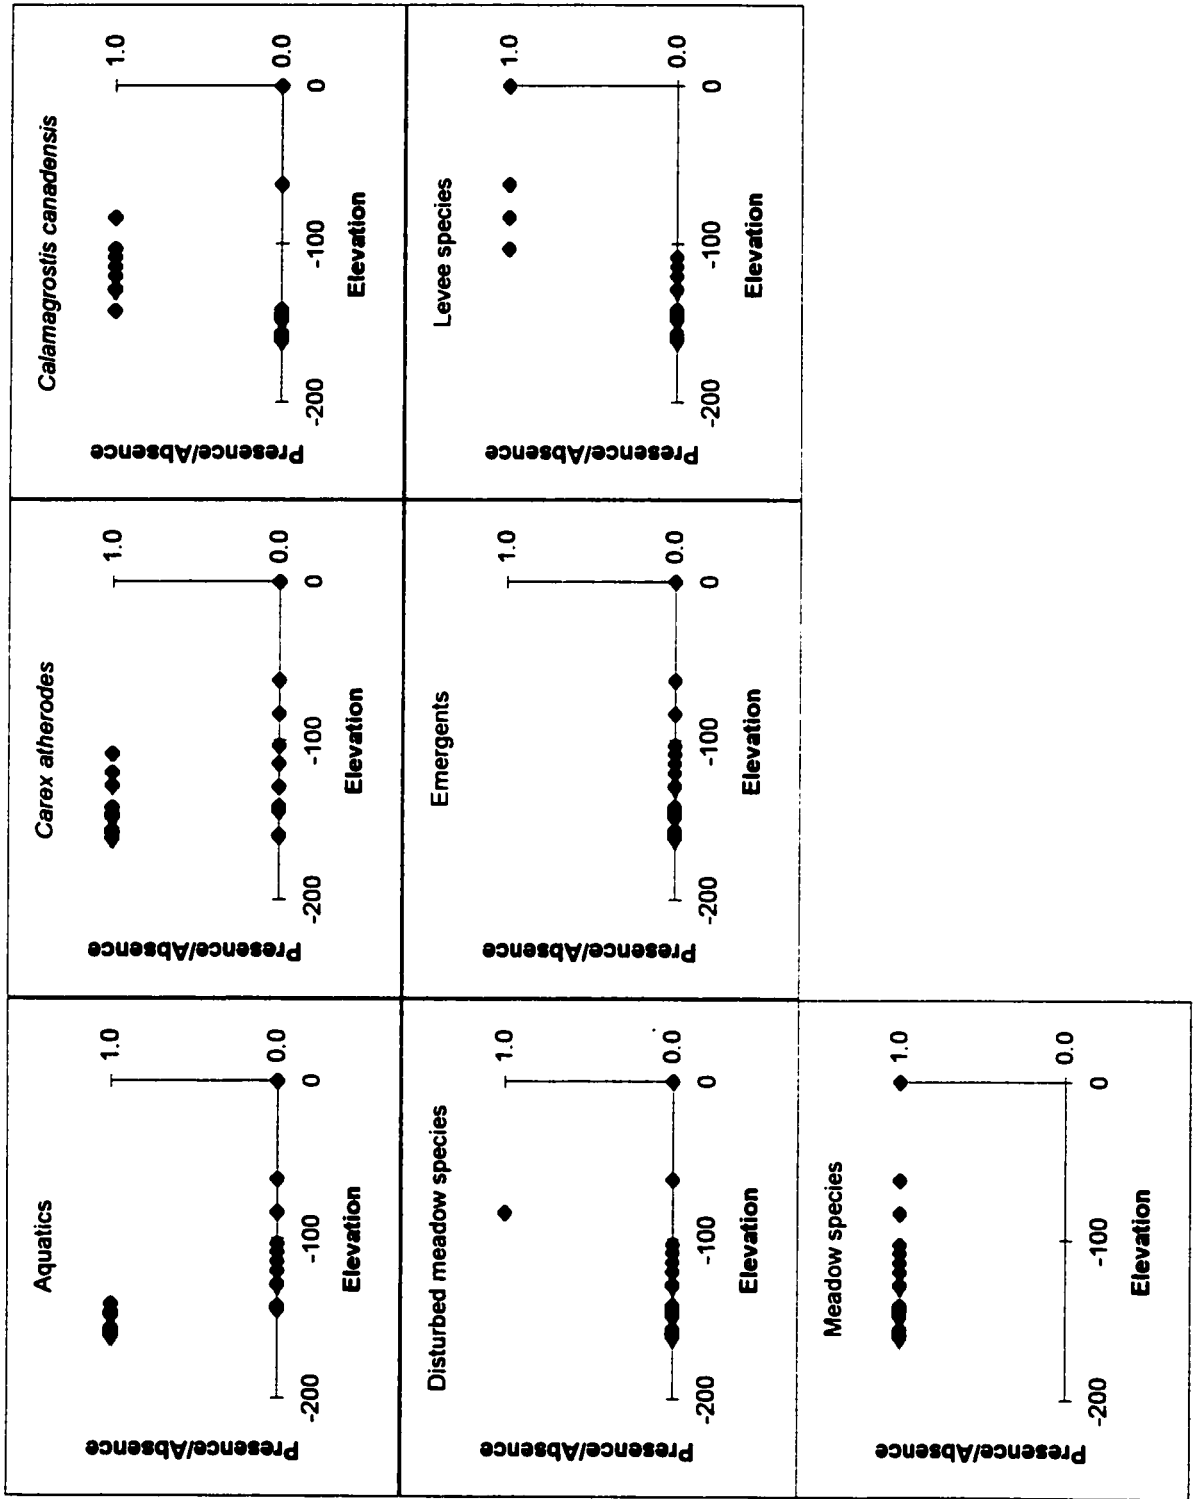 Aquatics
Presence/Absence
1.0
0.0
-200
-100
0
Elevation
Carex atherodes
Presence/Absence
1.0
0.0
-200
-100
0
Elevation
Calamagrostis canadensis
Presence/Absence
1.0
0.0
-200
-100
0
Elevation
Disturbed meadow species
Presence/Absence
1.0
0.0
-200
-100
0
Elevation
Emergents
Presence/Absence
1.0
0.0
-200
-100
0
Elevation
Levee species
Presence/Absence
1.0
0.0
-200
-100
0
Elevation
Meadow species
Presence/Absence
1.0
0.0
-200
-100
0
Elevation